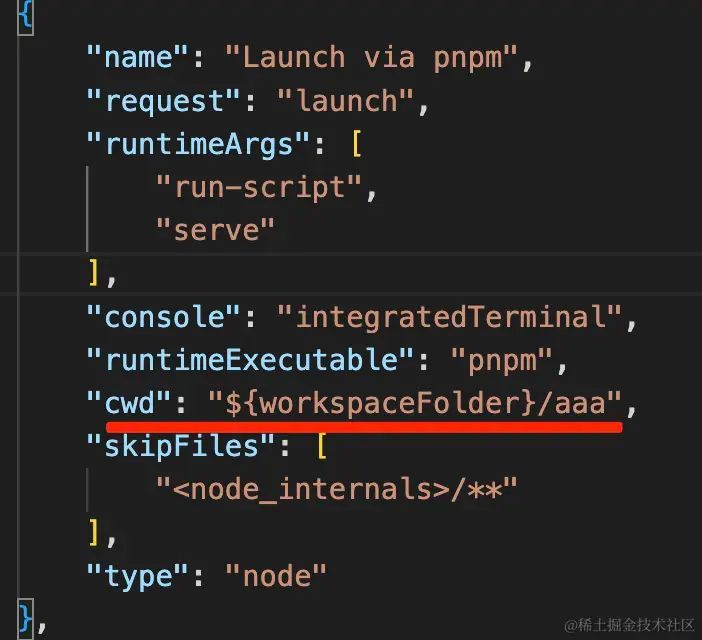 {
"name": "Launch via pnpm",
"request": "launch",
"runtimeArgs": [
"run-script",
"serve"
],
"console": "integratedTerminal",
"runtimeExecutable": "pnpm",
"cwd": "${workspaceFolder}/aaa",
"skipFiles": [
"<node_internals>/**"
],
"type": "node"
},
@稀土掘金技术社区